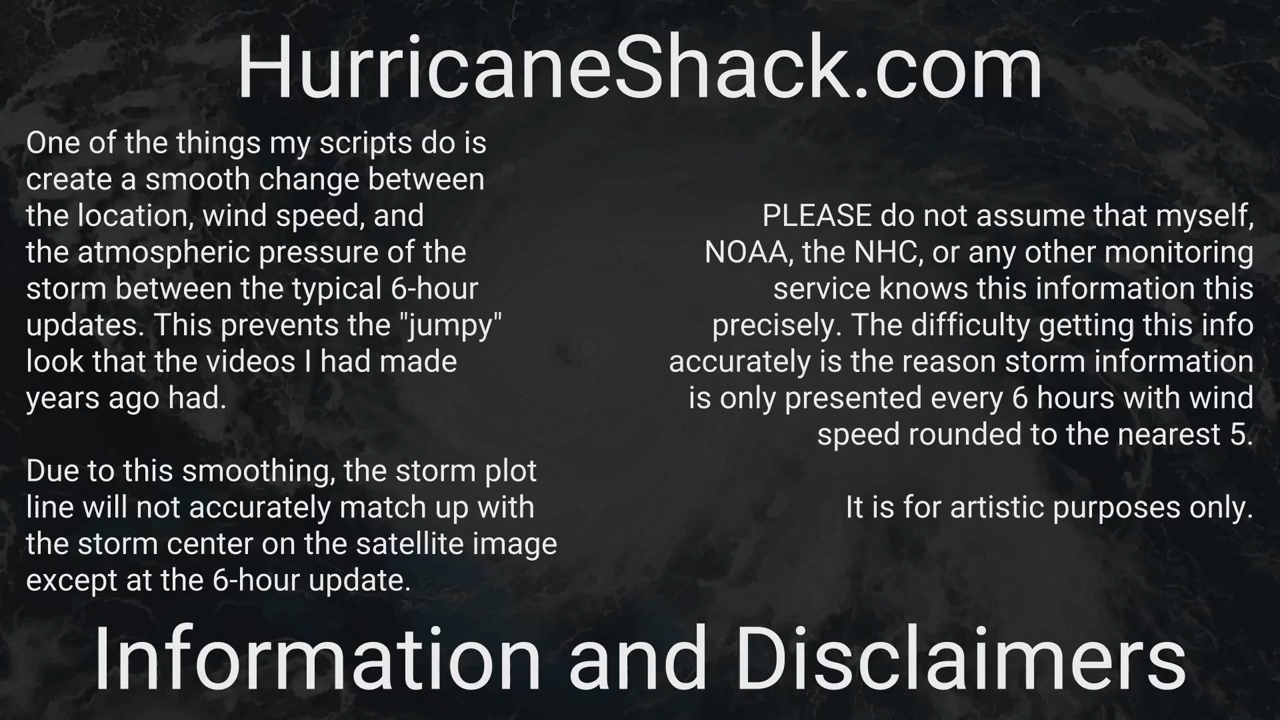 HurricaneShack.com
One of the things my scripts do is
create a smooth change between
the location, wind speed, and
the atmospheric pressure of the
storm between the typical 6-hour
updates. This prevents the "jumpy"
look that the videos I had made
years ago had.
Due to this smoothing, the storm plot
line will not accurately match up with
the storm center on the satellite image
except at the 6-hour update.
PLEASE do not assume that myself,
NOAA, the NHC, or any other monitoring
service knows this information this
precisely. The difficulty getting this info
accurately is the reason storm information
is only presented every 6 hours with wind
speed rounded to the nearest 5.
It is for artistic purposes only.
Information and Disclaimers